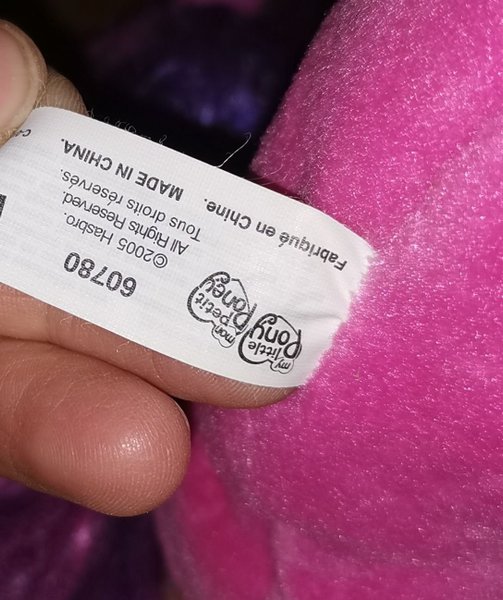 my little Pony
mon Petit Poney
60780
©2005 Hasbro.
All Rights Reserved.
Tous droits réservés.
Fabriqué en Chine. MADE IN CHINA.